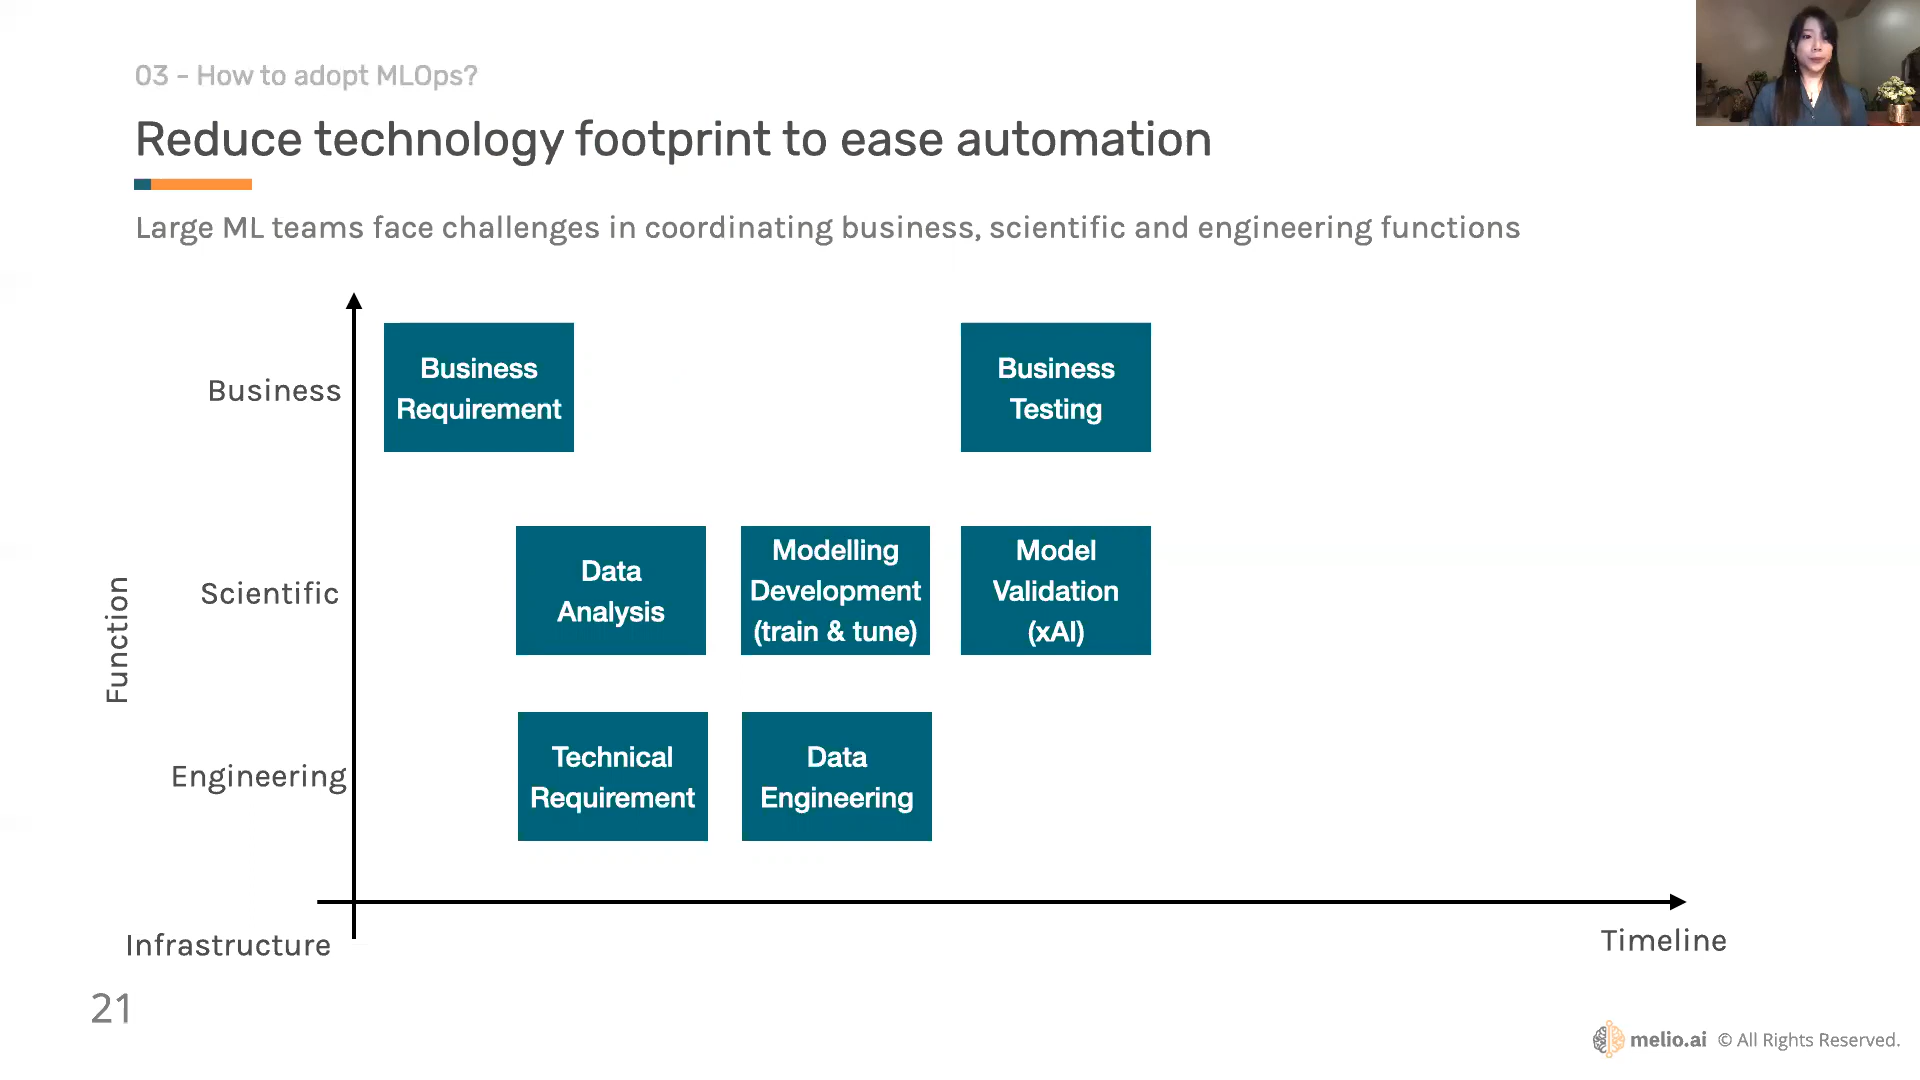 03 - How to adopt MLOps?
Reduce technology footprint to ease automation
Large ML teams face challenges in coordinating business, scientific and engineering functions
Function
Business
Business
Requirement
Business
Testing
Scientific
Data
Analysis
Modelling
Development
(train & tune)
Model
Validation
(xAI)
Engineering
Technical
Requirement
Data
Engineering
Infrastructure
Timeline
21
melio.ai © All Rights Reserved.